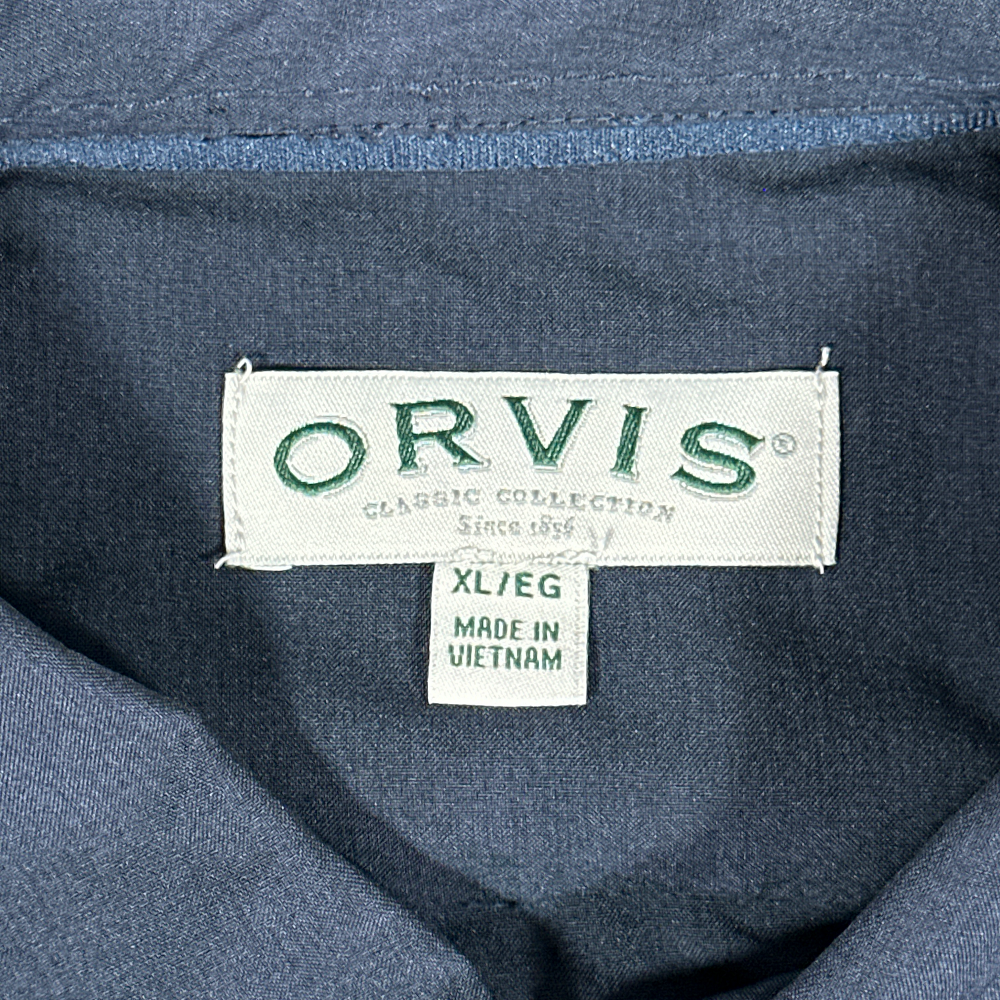 ORVIS®
CLASSIC COLLECTION
Since 1856
XL/EG
MADE IN
VIETNAM